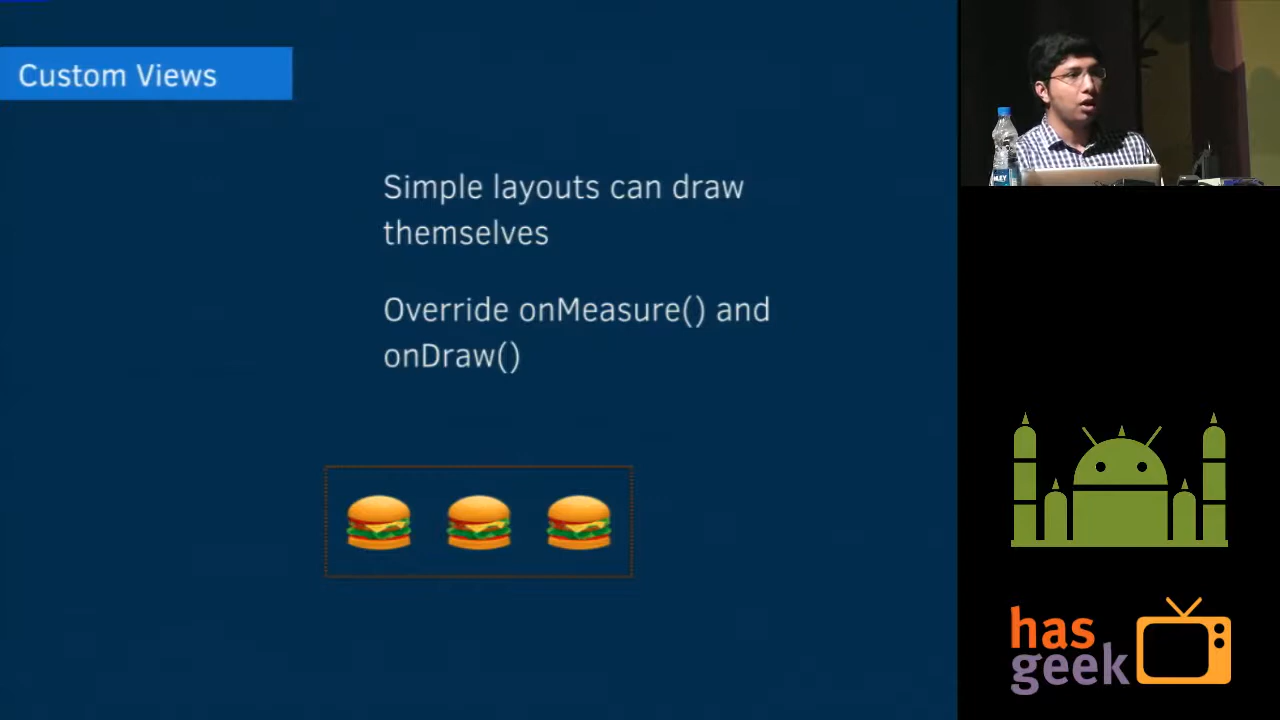 Custom Views
Simple layouts can draw
themselves
Override onMeasure() and
onDraw()
has
geek